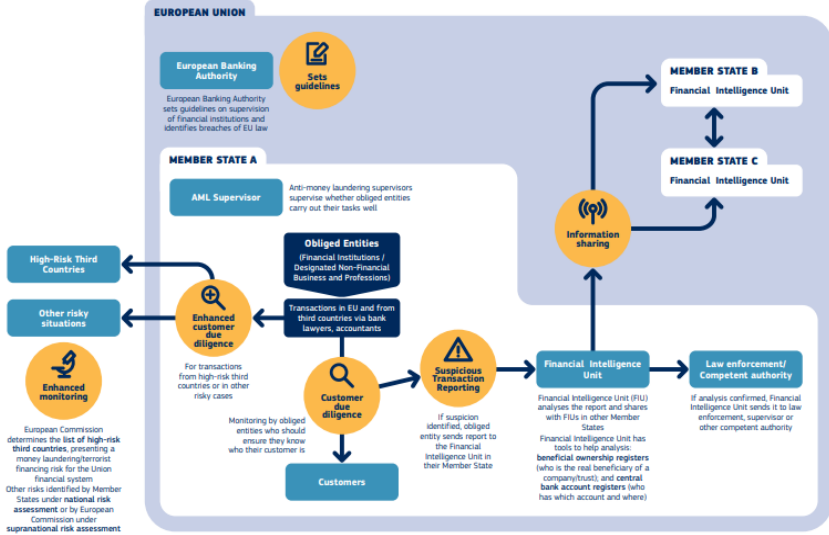 EUROPEAN UNION
European Banking
Authority
Sets
guidelines
European Banking Authority
sets guidelines on supervision
of financial institutions and
identifies breaches of EU law
MEMBER STATE B
Financial Intelligence Unit
MEMBER STATE C
Financial Intelligence Unit
MEMBER STATE A
AML Supervisor
Anti-money laundering supervisors
supervise whether obliged entities
carry out their tasks well
Information
sharing
Obliged Entities
(Financial Institutions /
Designated Non-Financial
Business and Professions)
Transactions in EU and from
third countries via bank
lawyers, accountants
High-Risk Third
Countries
Other risky
situations
Enhanced
customer
due
diligence
For transactions
from high-risk third
countries or in other
risky cases
Enhanced
monitoring
European Commission
determines the list of high-risk
third countries, presenting a
money laundering/terrorist
financing risk for the Union
financial system
Other risks identified by Member
States under national risk
assessment or by European
Commission under
supranational risk assessment
Customer
due
diligence
Monitoring by obliged
entities who should
ensure they know
who their customer is
Customers
Suspicious
Transaction
Reporting
If suspicion
identified, obliged
entity sends report to
the Financial
Intelligence Unit in
their Member State
Financial Intelligence
Unit
Financial Intelligence Unit (FIU)
analyses the report and shares
with FIUs in other Member
States
Financial Intelligence Unit has
tools to help analysis:
beneficial ownership registers
(who is the real beneficiary of a
company/trust); and central
bank account registers (who
has which account and where)
Law enforcement/
Competent authority
If analysis confirmed, Financial
Intelligence Unit sends it to law
enforcement, supervisor or
other competent authority